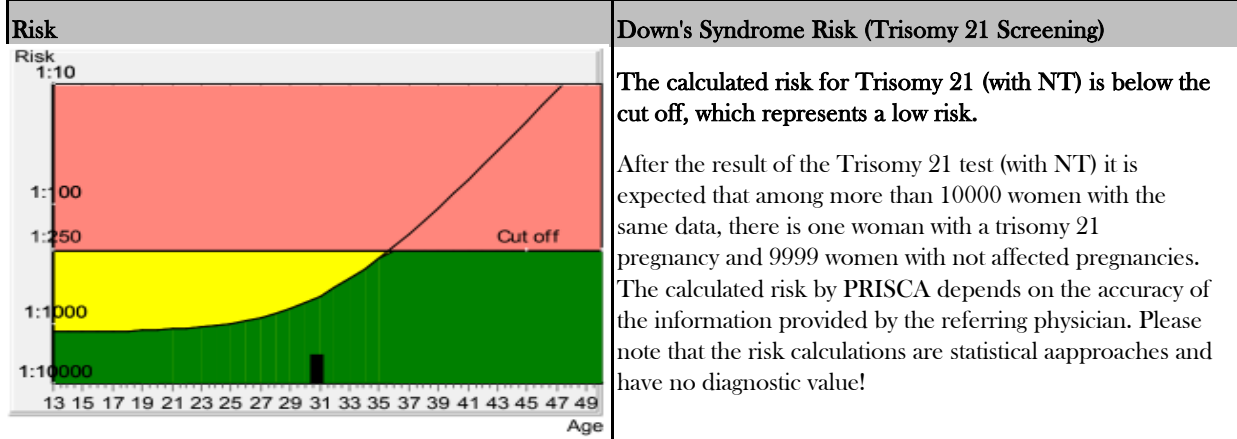 Risk
Risk
1:10
1:100
1:250
Cut off
1:1000
1:10000
13 15 17 19 21 23 25 27 29 31 33 35 37 39 41 43 45 47 49
Age
Down's Syndrome Risk (Trisomy 21 Screening)
The calculated risk for Trisomy 21 (with NT) is below the
cut off, which represents a low risk.
After the result of the Trisomy 21 test (with NT) it is
expected that among more than 10000 women with the
same data, there is one woman with a trisomy 21
pregnancy and 9999 women with not affected pregnancies.
The calculated risk by PRISCA depends on the accuracy of
the information provided by the referring physician. Please
note that the risk calculations are statistical aapproaches and
have no diagnostic value!